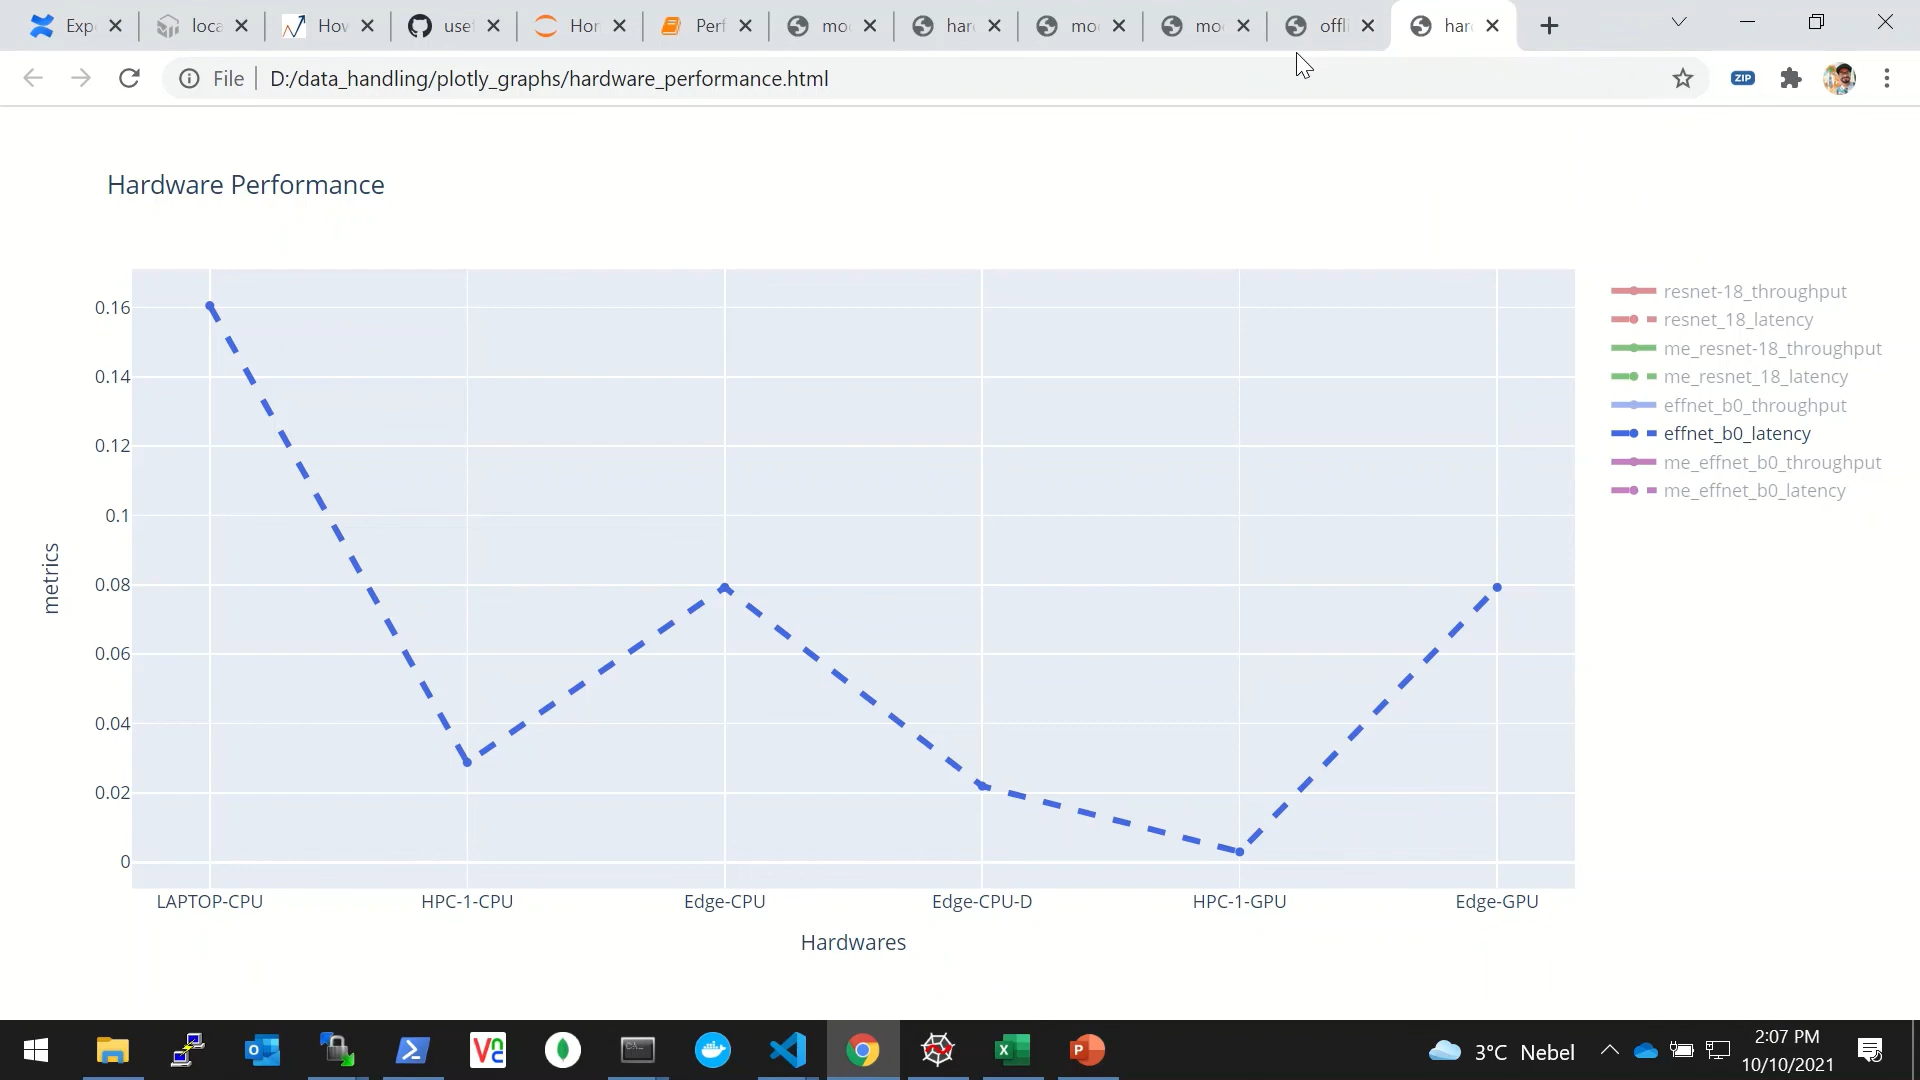 Exp
loca
How
use
Hor
Perf
mo
har
mo
mo
offli
har
File
D:/data_handling/plotly_graphs/hardware_performance.html
ZIP
Hardware Performance
resnet-18_throughput
resnet_18_latency
me_resnet-18_throughput
me_resnet_18_latency
effnet_b0_throughput
effnet_b0_latency
me_effnet_b0_throughput
me_effnet_b0_latency
0.16
0.14
0.12
0.1
0.08
0.06
0.04
0.02
0
metrics
LAPTOP-CPU
HPC-1-CPU
Edge-CPU
Edge-CPU-D
HPC-1-GPU
Edge-GPU
Hardwares
3°C Nebel
2:07 PM
10/10/2021